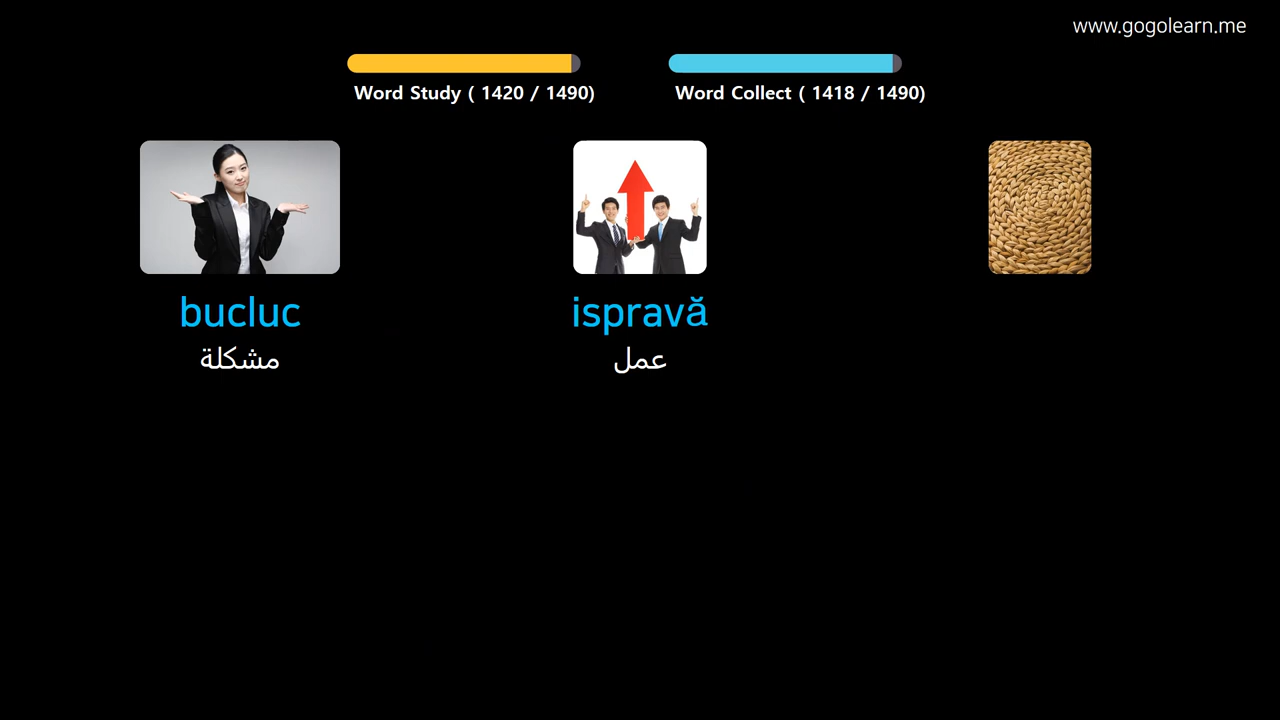 www.gogolearn.me
Word Study ( 1420 / 1490)
Word Collect ( 1418 / 1490)
bucluc
مشكلة
ispravă
عمل